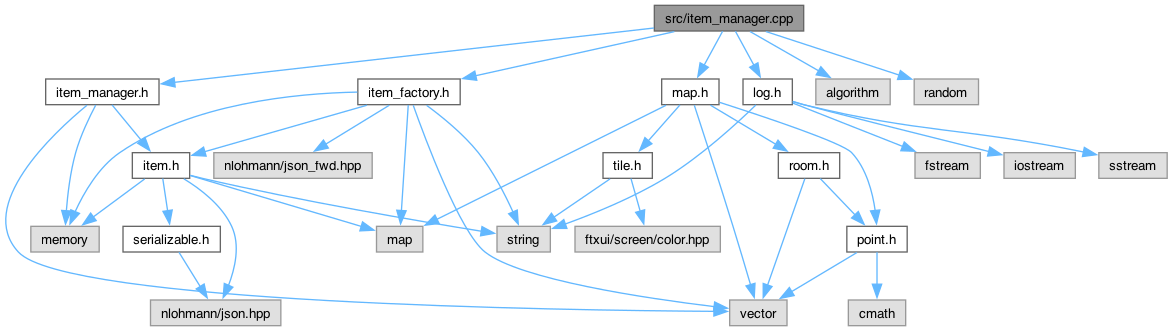 src/item_manager.cpp
item_manager.h
item_factory.h
map.h
log.h
algorithm
random
item.h
nlohmann/json_fwd.hpp
tile.h
room.h
fstream
iostream
sstream
memory
serializable.h
map
string
ftxui/screen/color.hpp
point.h
nlohmann/json.hpp
vector
cmath